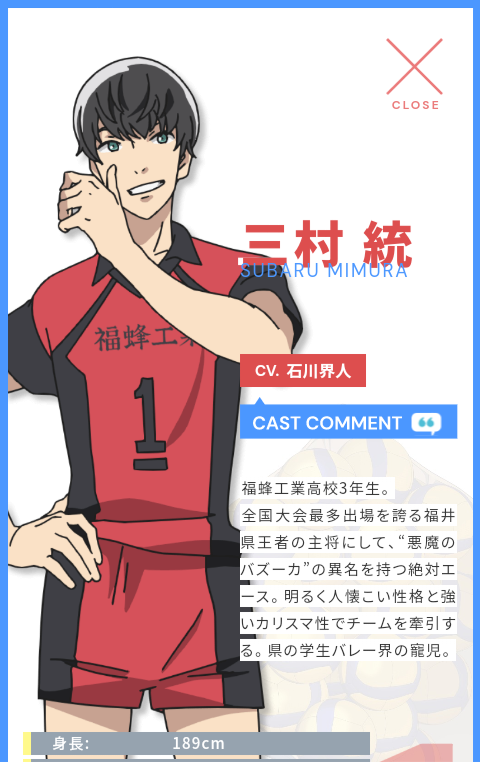 CLOSE
三村 統
SUBARU MIMURA
福蜂工業
1
CV. 石川界人
CAST COMMENT
福蜂工業高校3年生。
全国大会最多出場を誇る福井
県王者の主将にして、“悪魔の
バズーカ”の異名を持つ絶対エ
ース。明るく人懐こい性格と強
いカリスマ性でチームを牽引す
る。県の学生バレー界の寵児。
身長: 189cm